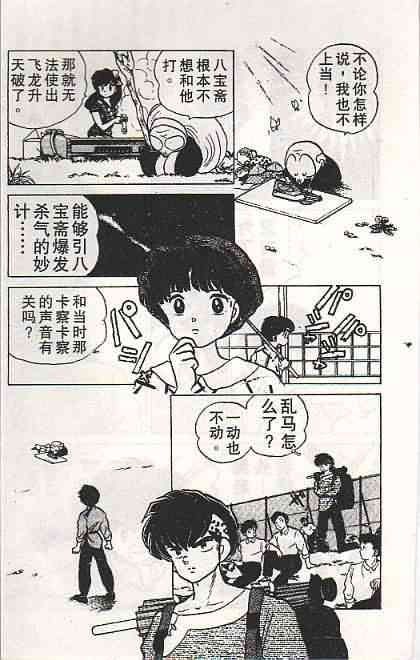 不论你怎样
说，我也不
上当！
八宝斋
根本不
想和他
打。
那就无
法使出
飞龙升
天破了。
能够引八
宝斋爆发
杀气的妙
计……
和当时那
卡察卡察
的声音有
关吗？
乱马怎
么了？
一动也
不动。